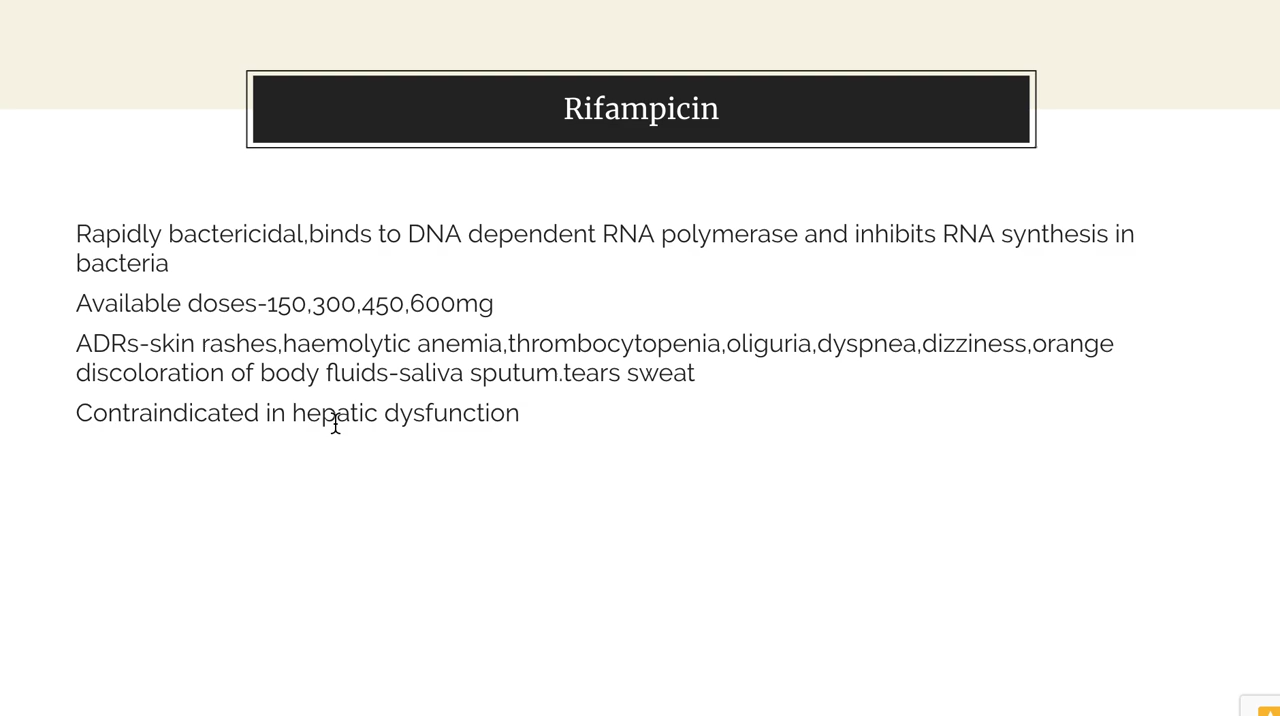 Rifampicin
Rapidly bactericidal,binds to DNA dependent RNA polymerase and inhibits RNA synthesis in
bacteria
Available doses-150,300,450,600mg
ADRs-skin rashes,haemolytic anemia,thrombocytopenia,oliguria,dyspnea,dizziness,orange
discoloration of body fluids-saliva sputum.tears sweat
Contraindicated in hepatic dysfunction